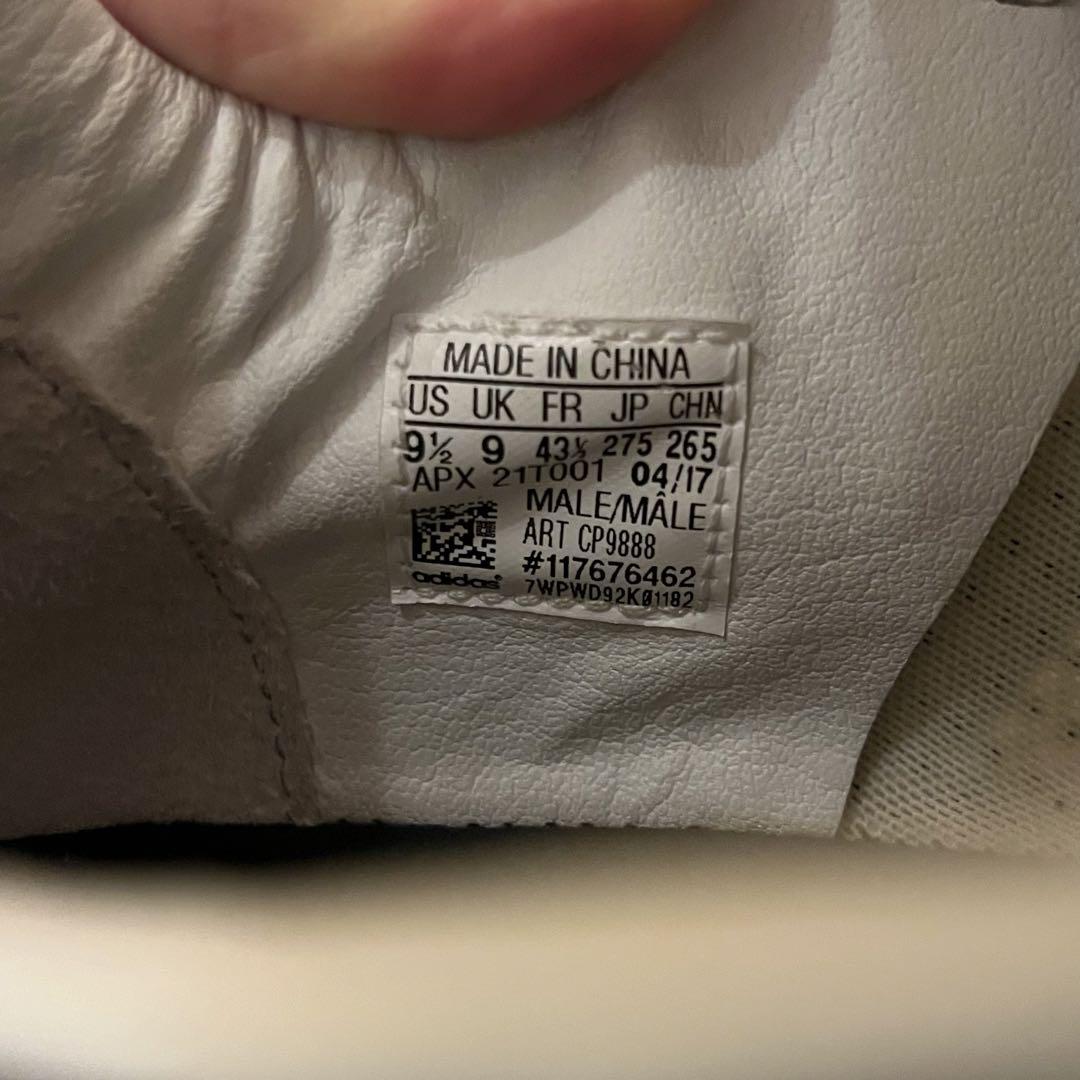 MADE IN CHINA
US UK FR JP CHN
9½ 9 43⅓ 275 265
APX 21T001 04/17
MALE/MÂLE
ART CP9888
#117676462
adidas
7WPWD92K01182